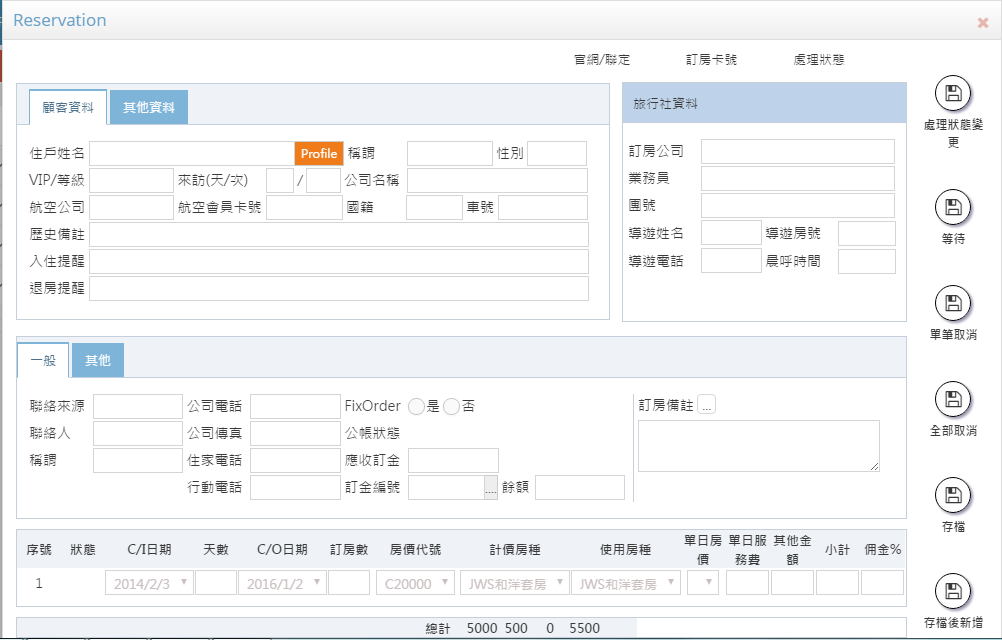 Reservation
官網/聯定 訂房卡號 處理狀態
顧客資料 其他資料
住戶姓名 Profile 稱謂 性別
VIP/等級 來訪(天/次) / 公司名稱
航空公司 航空會員卡號 國籍 車號
歷史備註
入住提醒
退房提醒
旅行社資料
訂房公司
業務員
團號
導遊姓名 導遊房號
導遊電話 晨呼時間
一般 其他
聯絡來源 公司電話 FixOrder 是 否
聯絡人 公司傳真 公帳狀態
稱謂 住家電話 應收訂金
行動電話 訂金編號 .... 餘額
訂房備註 ...
序號 狀態 C/I日期 天數 C/O日期 訂房數 房價代號 計價房種 使用房種 單日房價 單日服務費 其他金額 小計 佣金%
1 2014/2/3 2016/1/2 C20000 JWS和洋套房 JWS和洋套房
總計 5000 500 0 5500
處理狀態變更
等待
單筆取消
全部取消
存檔
存檔後新增